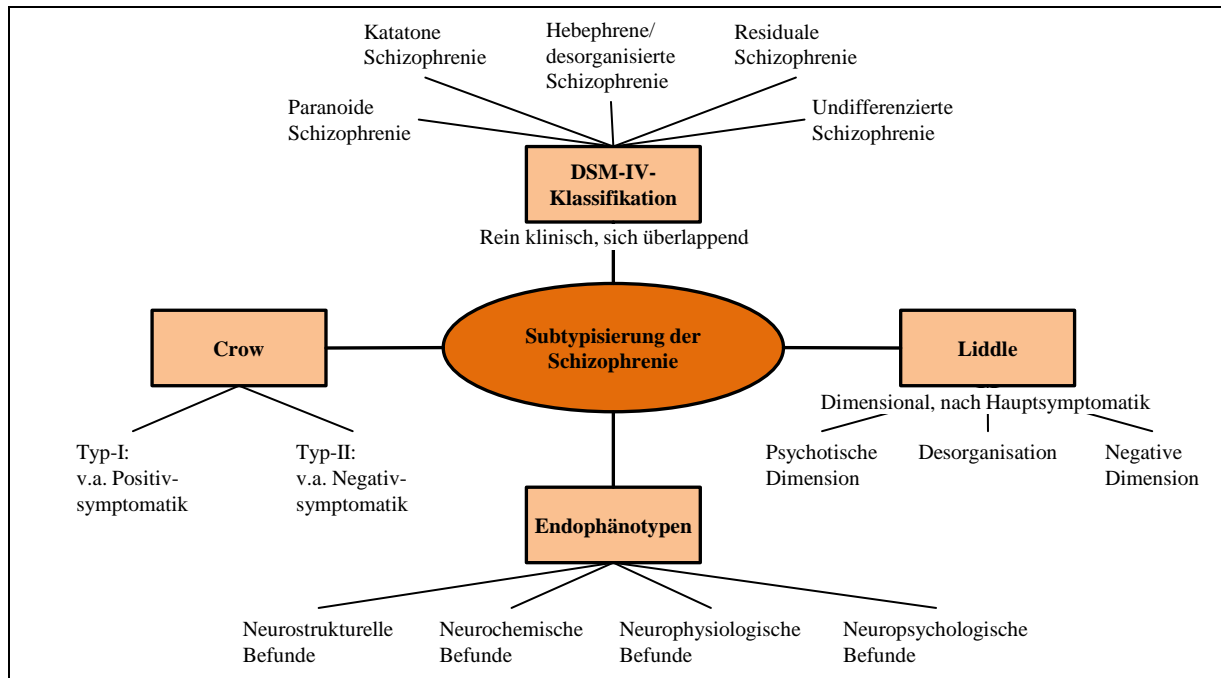 Katatone
Schizophrenie
Hebephrene/
desorganisierte
Schizophrenie
Residuale
Schizophrenie
Paranoide
Schizophrenie
Undifferenzierte
Schizophrenie
DSM-IV-
Klassifikation
Rein klinisch, sich überlappend
Crow
Subtypisierung der
Schizophrenie
Liddle
Dimensional, nach Hauptsymptomatik
Typ-I:
v.a. Positiv-
symptomatik
Typ-II:
v.a. Negativ-
symptomatik
Psychotische
Dimension
Desorganisation
Negative
Dimension
Endophänotypen
Neurostrukturelle
Befunde
Neurochemische
Befunde
Neurophysiologische
Befunde
Neuropsychologische
Befunde